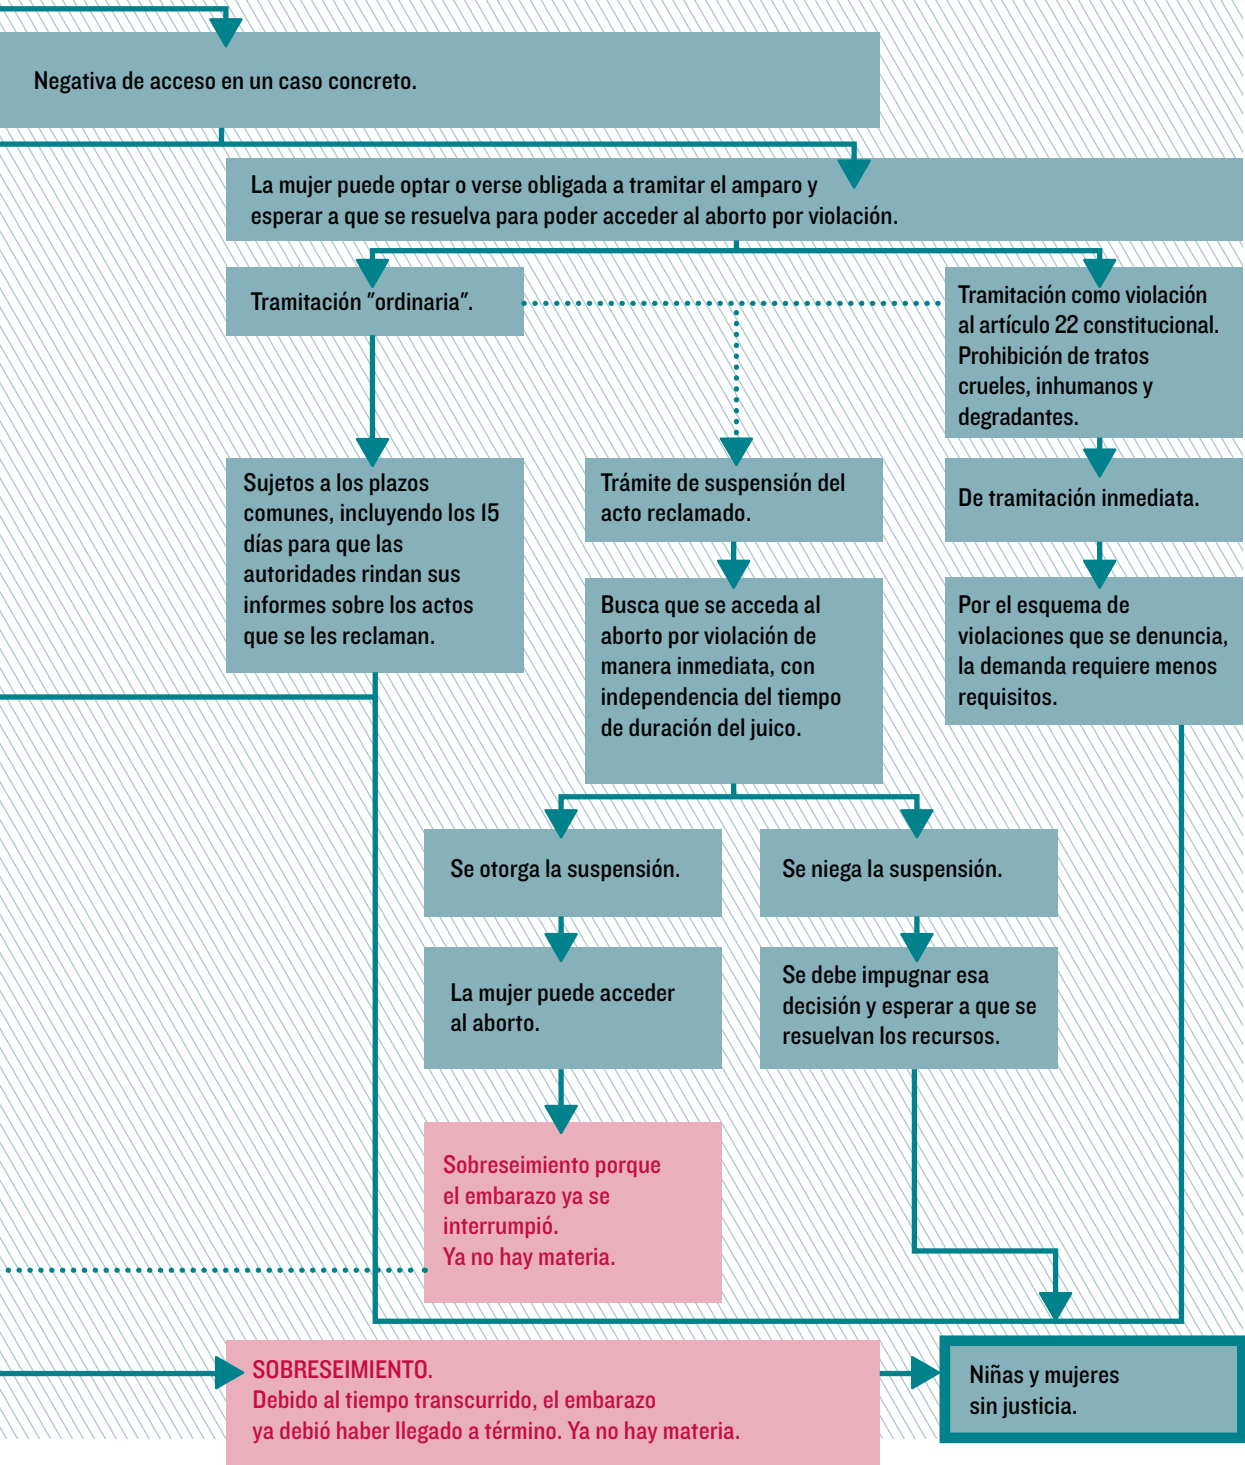 Negativa de acceso en un caso concreto.
La mujer puede optar o verse obligada a tramitar el amparo y
esperar a que se resuelva para poder acceder al aborto por violación.
Tramitación "ordinaria".
Tramitación como violación
al artículo 22 constitucional.
Prohibición de tratos
crueles, inhumanos y
degradantes.
Sujetos a los plazos
comunes, incluyendo los 15
días para que las
autoridades rindan sus
informes sobre los actos
que se les reclaman.
Trámite de suspensión del
acto reclamado.
De tramitación inmediata.
Busca que se acceda al
aborto por violación de
manera inmediata, con
independencia del tiempo
de duración del juico.
Por el esquema de
violaciones que se denuncia,
la demanda requiere menos
requisitos.
Se otorga la suspensión.
Se niega la suspensión.
La mujer puede acceder
al aborto.
Se debe impugnar esa
decisión y esperar a que se
resuelvan los recursos.
Sobreseimiento porque
el embarazo ya se
interrumpió.
Ya no hay materia.
SOBRESEIMIENTO.
Debido al tiempo transcurrido, el embarazo
ya debió haber llegado a término. Ya no hay materia.
Niñas y mujeres
sin justicia.